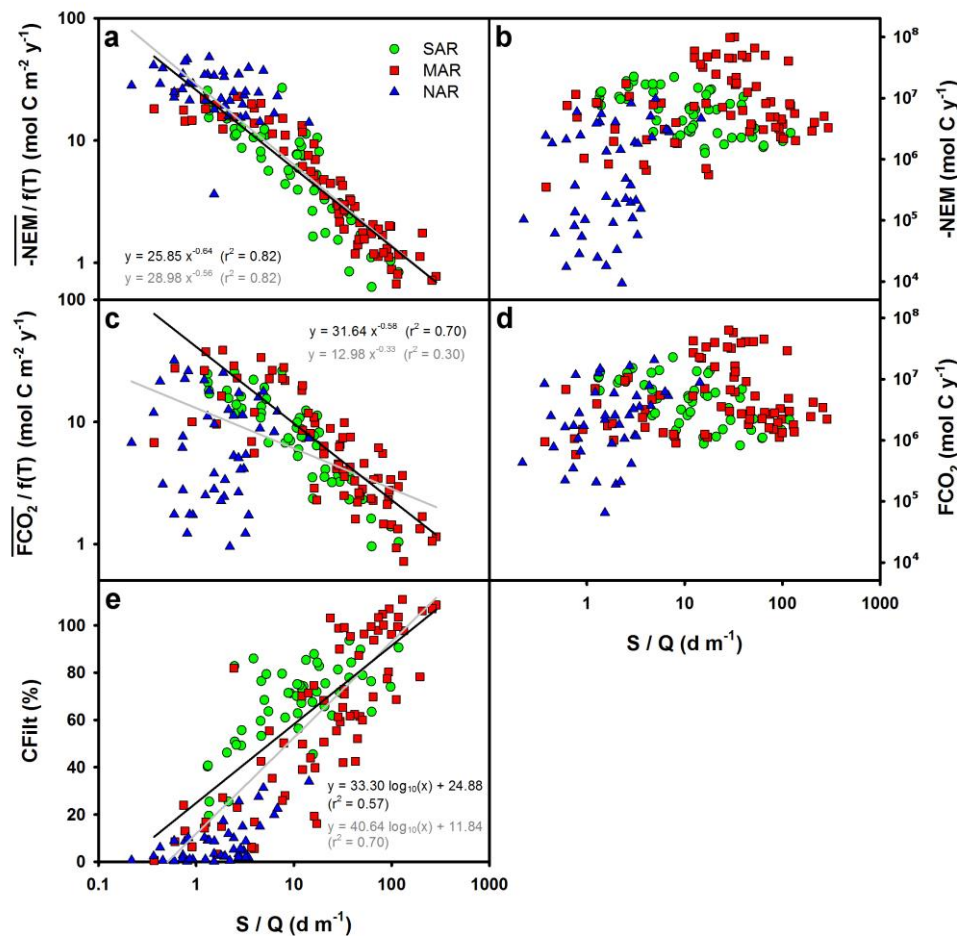 a
SAR
MAR
NAR
100
10
1
-NEM / f(T) (mol C m-2 y-1)
y = 25.85 x-0.64 (r2 = 0.82)
y = 28.98 x-0.56 (r2 = 0.82)
b
108
107
106
105
104
-NEM (mol C y-1)
c
y = 31.64 x-0.58 (r2 = 0.70)
y = 12.98 x-0.33 (r2 = 0.30)
100
10
1
FCO2 / f(T) (mol C m-2 y-1)
d
108
107
106
105
104
FCO2 (mol C y-1)
1 10 100 1000
S / Q (d m-1)
e
100
80
60
40
20
0
CFilt (%)
y = 33.30 log10(x) + 24.88
(r2 = 0.57)
y = 40.64 log10(x) + 11.84
(r2 = 0.70)
0.1 1 10 100 1000
S / Q (d m-1)